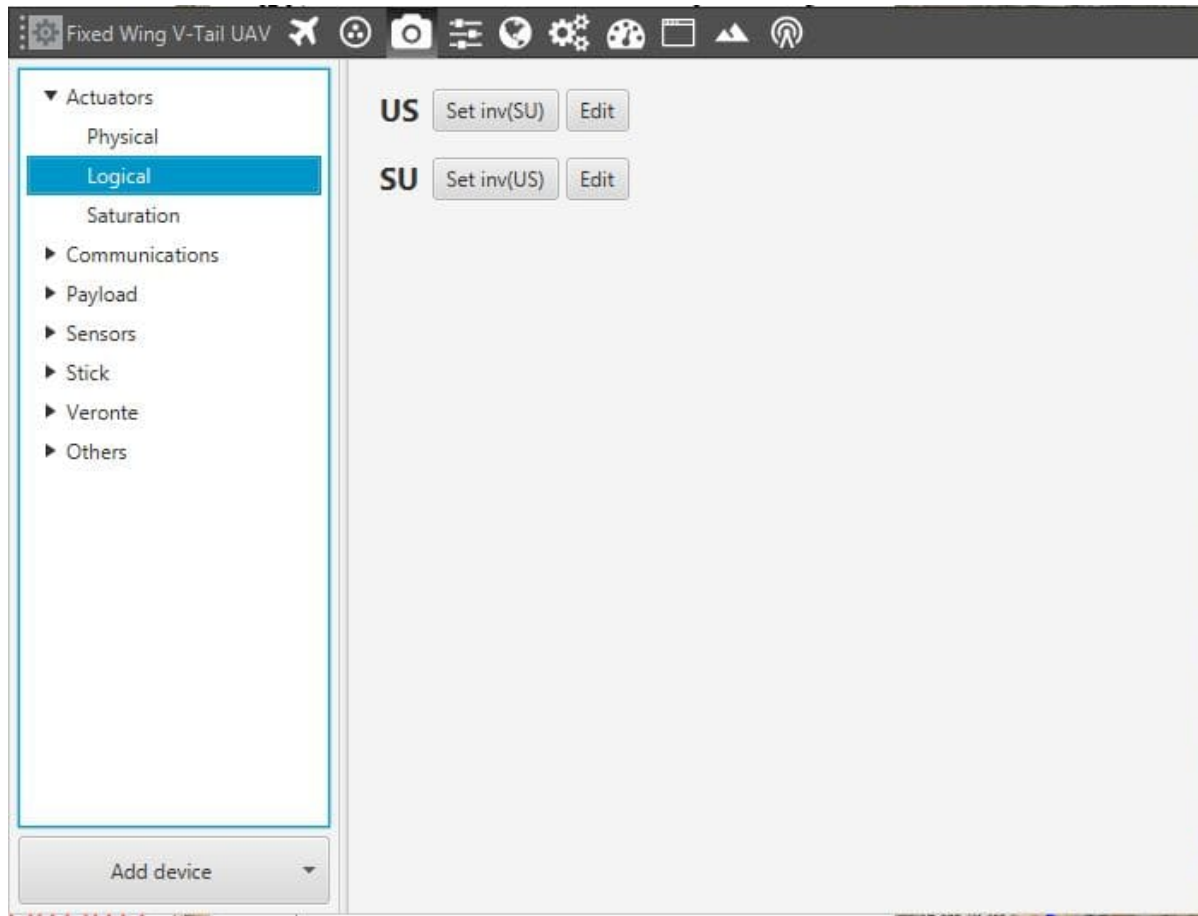 Fixed Wing V-Tail UAV
Actuators
Physical
Logical
Saturation
Communications
Payload
Sensors
Stick
Veronte
Others
Add device
US Set inv(SU) Edit
SU Set inv(US) Edit